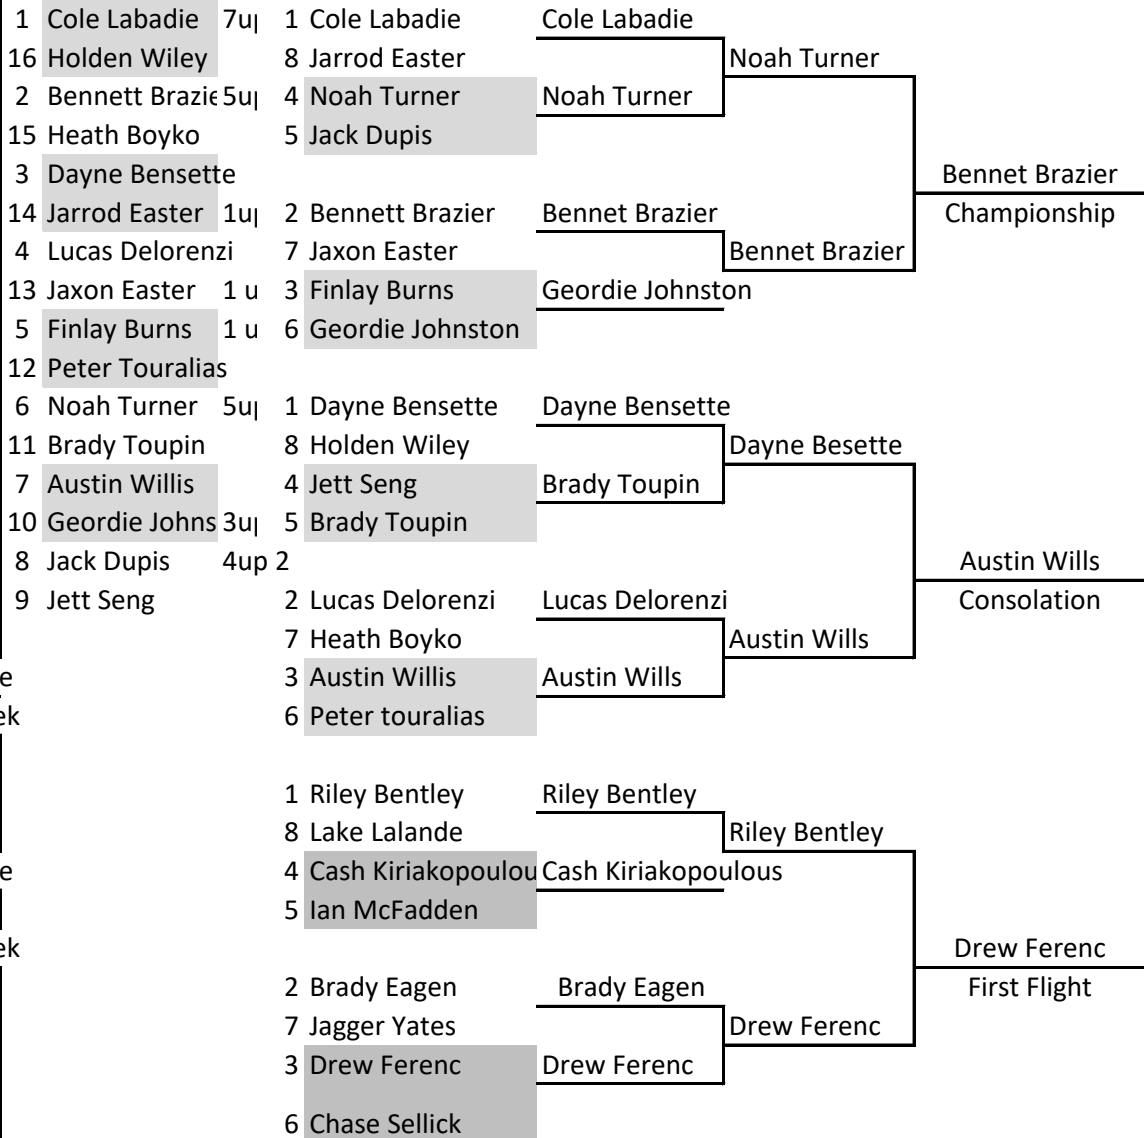 1 Cole Labadie 7up 1 Cole Labadie Cole Labadie
16 Holden Wiley 8 Jarrod Easter Noah Turner
2 Bennett Brazie 5up 4 Noah Turner Noah Turner
15 Heath Boyko 5 Jack Dupis
3 Dayne Bensette Bennet Brazier
14 Jarrod Easter 1up 2 Bennett Brazier Bennet Brazier Championship
4 Lucas Delorenzi 7 Jaxon Easter Bennet Brazier
13 Jaxon Easter 1 u 3 Finlay Burns Geordie Johnston
5 Finlay Burns 1 u 6 Geordie Johnston
12 Peter Touralias
6 Noah Turner 5up 1 Dayne Bensette Dayne Bensette
11 Brady Toupin 8 Holden Wiley Dayne Besette
7 Austin Willis 4 Jett Seng Brady Toupin
10 Geordie Johns 3up 5 Brady Toupin
8 Jack Dupis 4up 2 Austin Wills
9 Jett Seng 2 Lucas Delorenzi Lucas Delorenzi Consolation
7 Heath Boyko Austin Wills
e 3 Austin Willis Austin Wills
ek 6 Peter touralias
1 Riley Bentley Riley Bentley
8 Lake Lalande Riley Bentley
e 4 Cash Kiriakopoulou Cash Kiriakopoulous
5 Ian McFadden
ek Drew Ferenc
2 Brady Eagen Brady Eagen First Flight
7 Jagger Yates Drew Ferenc
3 Drew Ferenc Drew Ferenc
6 Chase Sellick